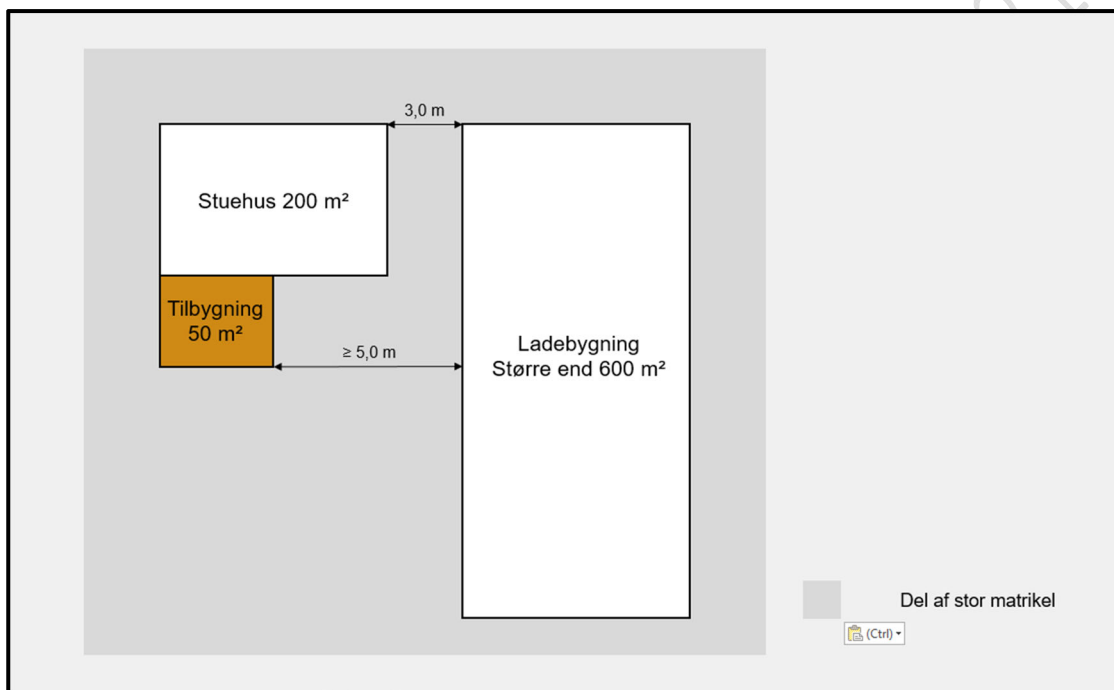 3,0 m
Stuehus 200 m²
Tilbygning
50 m²
≥ 5,0 m
Ladebygning
Større end 600 m²
Del af stor matrikel
(Ctrl)